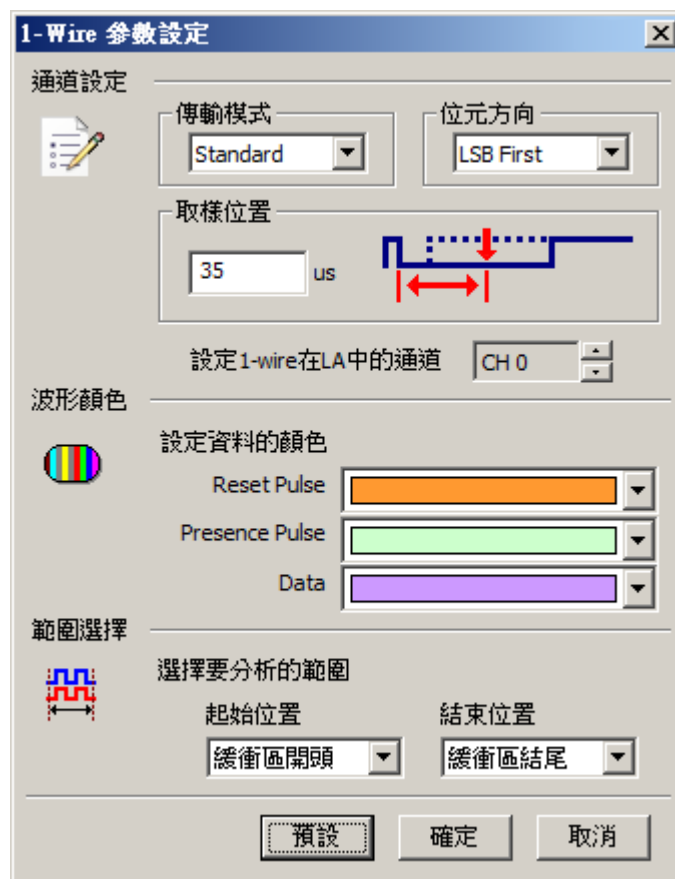 1-Wire 參數設定
通道設定
傳輸模式
Standard
位元方向
LSB First
取樣位置
35 us
設定1-wire在LA中的通道 CH 0
波形顏色
設定資料的顏色
Reset Pulse
Presence Pulse
Data
範圍選擇
選擇要分析的範圍
起始位置 結束位置
緩衝區開頭 緩衝區結尾
預設 確定 取消